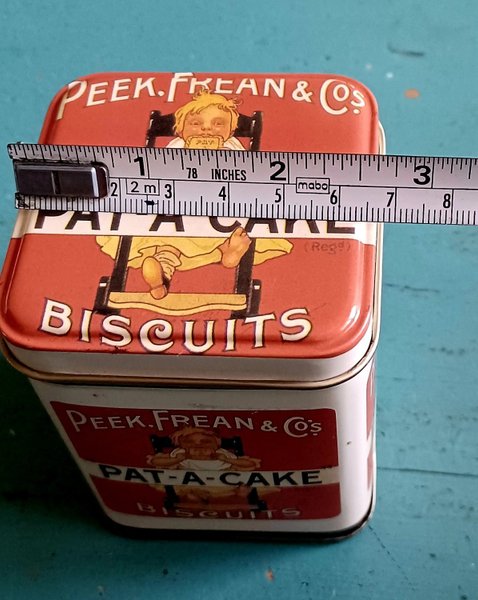 PEEK, FREAN & CO'S
PAT
1 78 INCHES 2 3
2 2 m 3 4 5 mabo 6 7 8
PAT-A-CAKE
(Regd)
BISCUITS
PEEK, FREAN & CO'S
PAT-A-CAKE
BISCUITS